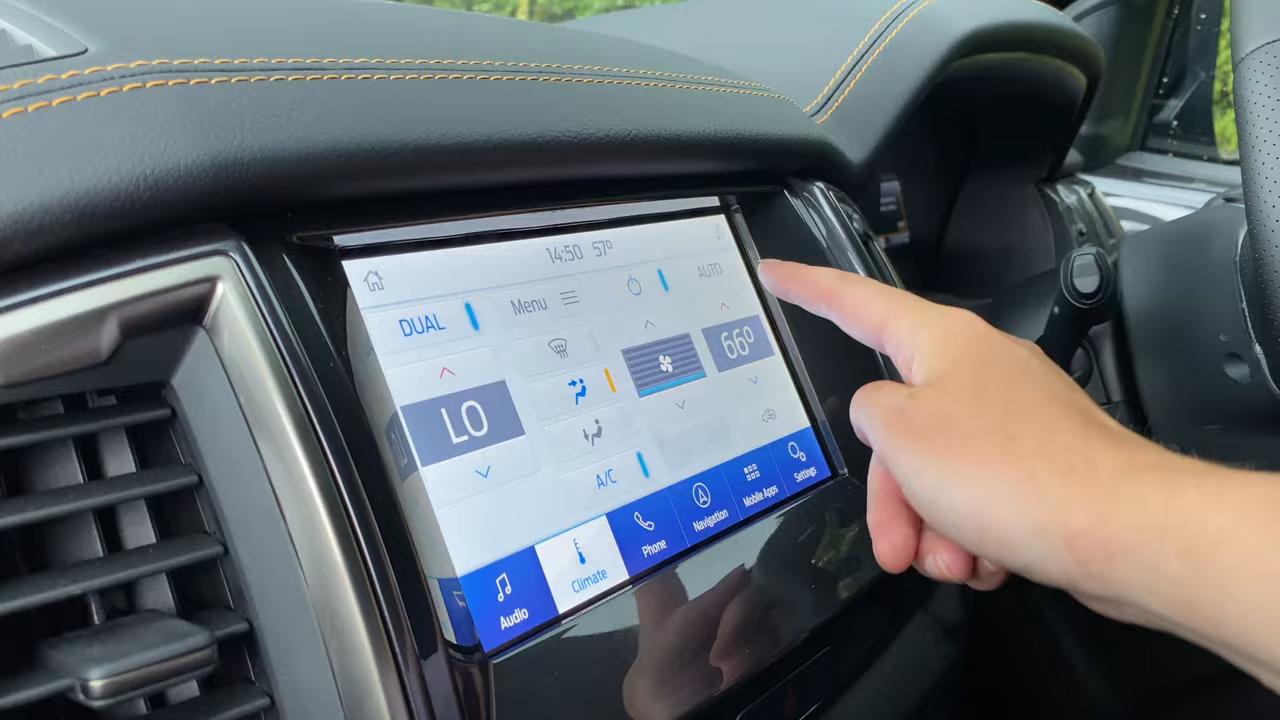 14:50 57°
DUAL
Menu
AUTO
LO
66°
A/C
Audio
Climate
Phone
Navigation
Mobile Apps
Settings